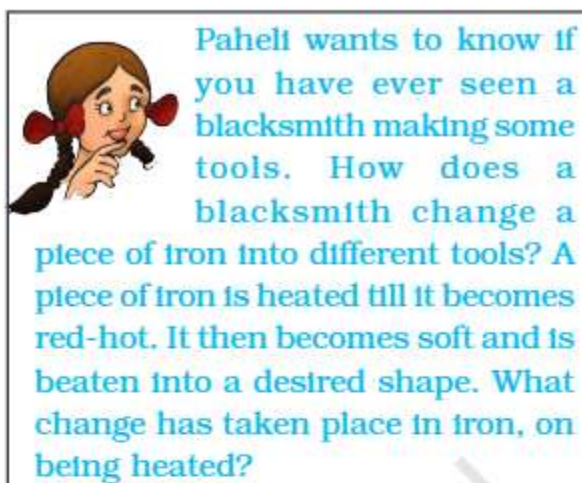 Paheli wants to know if
you have ever seen a
blacksmith making some
tools. How does a
blacksmith change a
piece of iron into different tools? A
piece of iron is heated till it becomes
red-hot. It then becomes soft and is
beaten into a desired shape. What
change has taken place in iron, on
being heated?